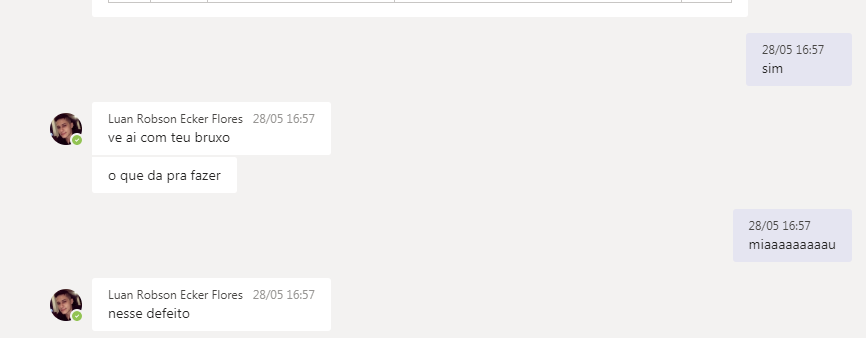 28/05 16:57
sim
Luan Robson Ecker Flores 28/05 16:57
ve ai com teu bruxo
o que da pra fazer
28/05 16:57
miaaaaaaaaau
Luan Robson Ecker Flores 28/05 16:57
nesse defeito